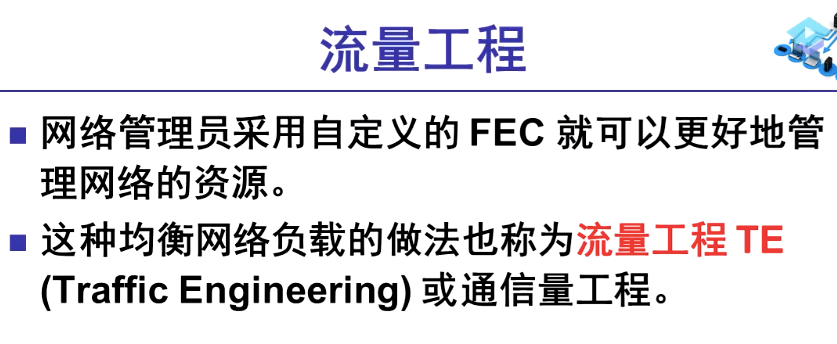 流量工程
网络管理员采用自定义的 FEC 就可以更好地管
理网络的资源。
这种均衡网络负载的做法也称为流量工程 TE
(Traffic Engineering) 或通信量工程。